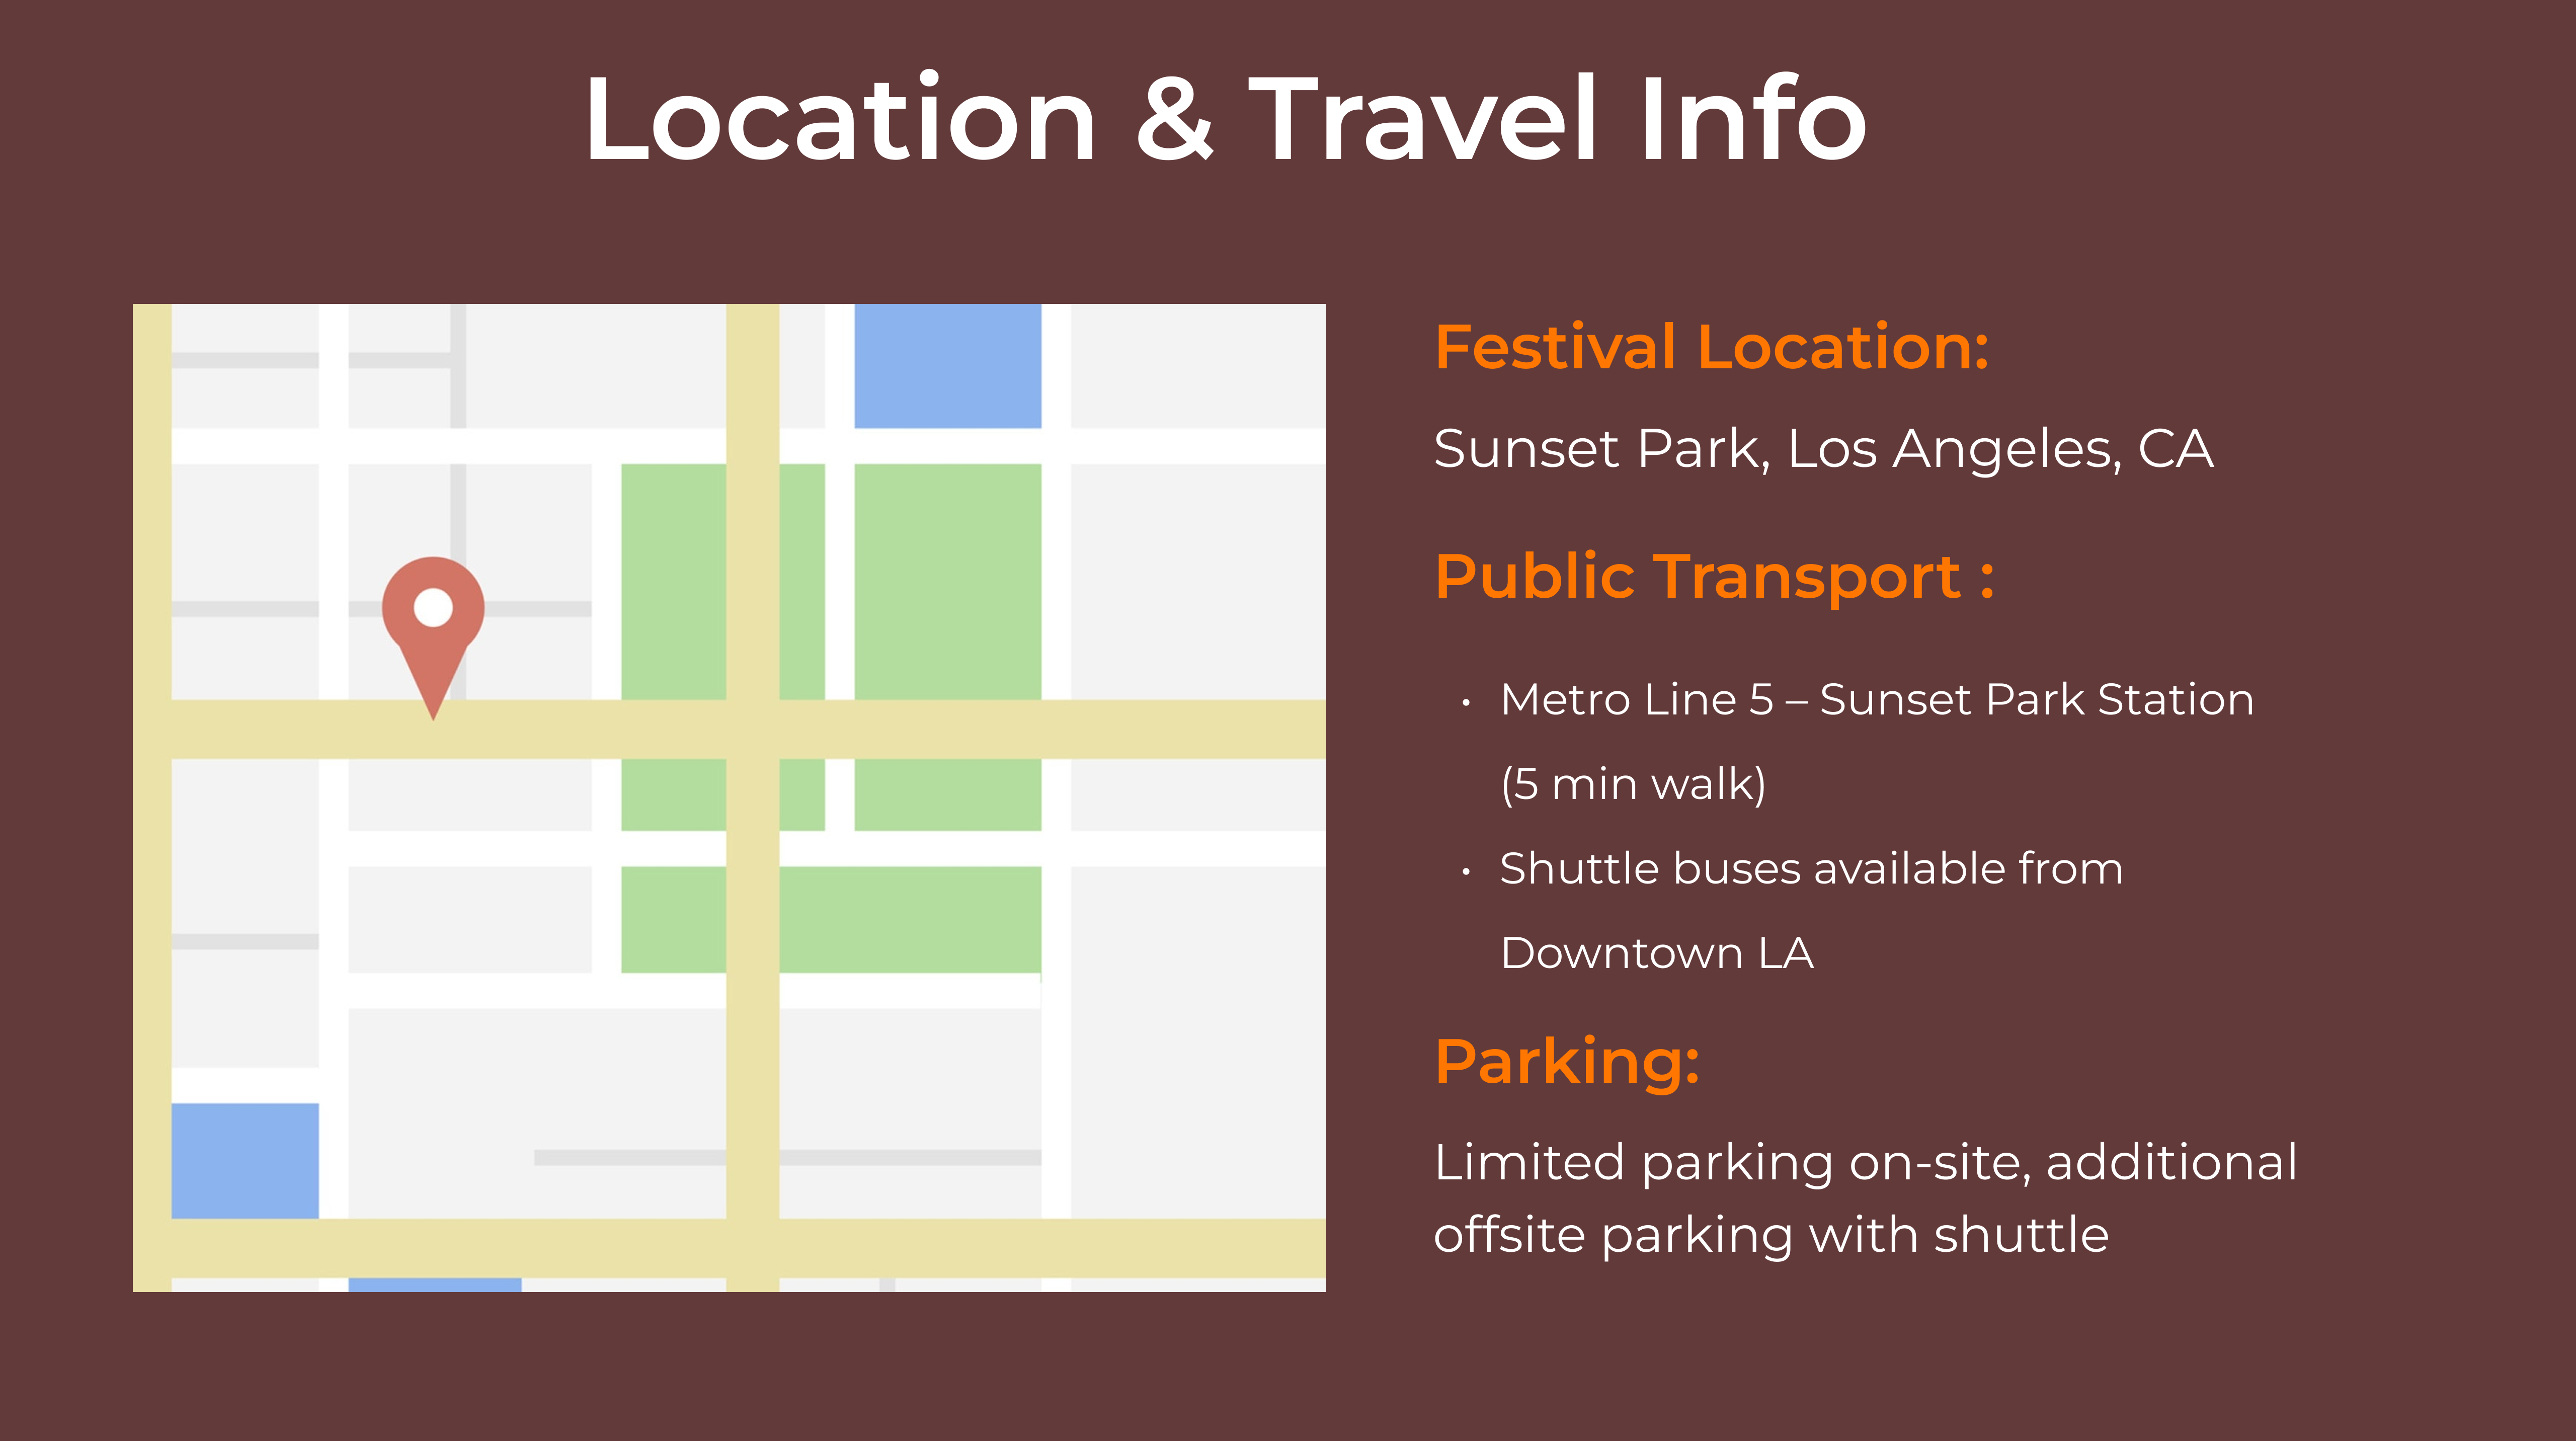 Location & Travel Info
Festival Location:
Sunset Park, Los Angeles, CA
Public Transport :
• Metro Line 5 – Sunset Park Station
(5 min walk)
• Shuttle buses available from
Downtown LA
Parking:
Limited parking on-site, additional
offsite parking with shuttle